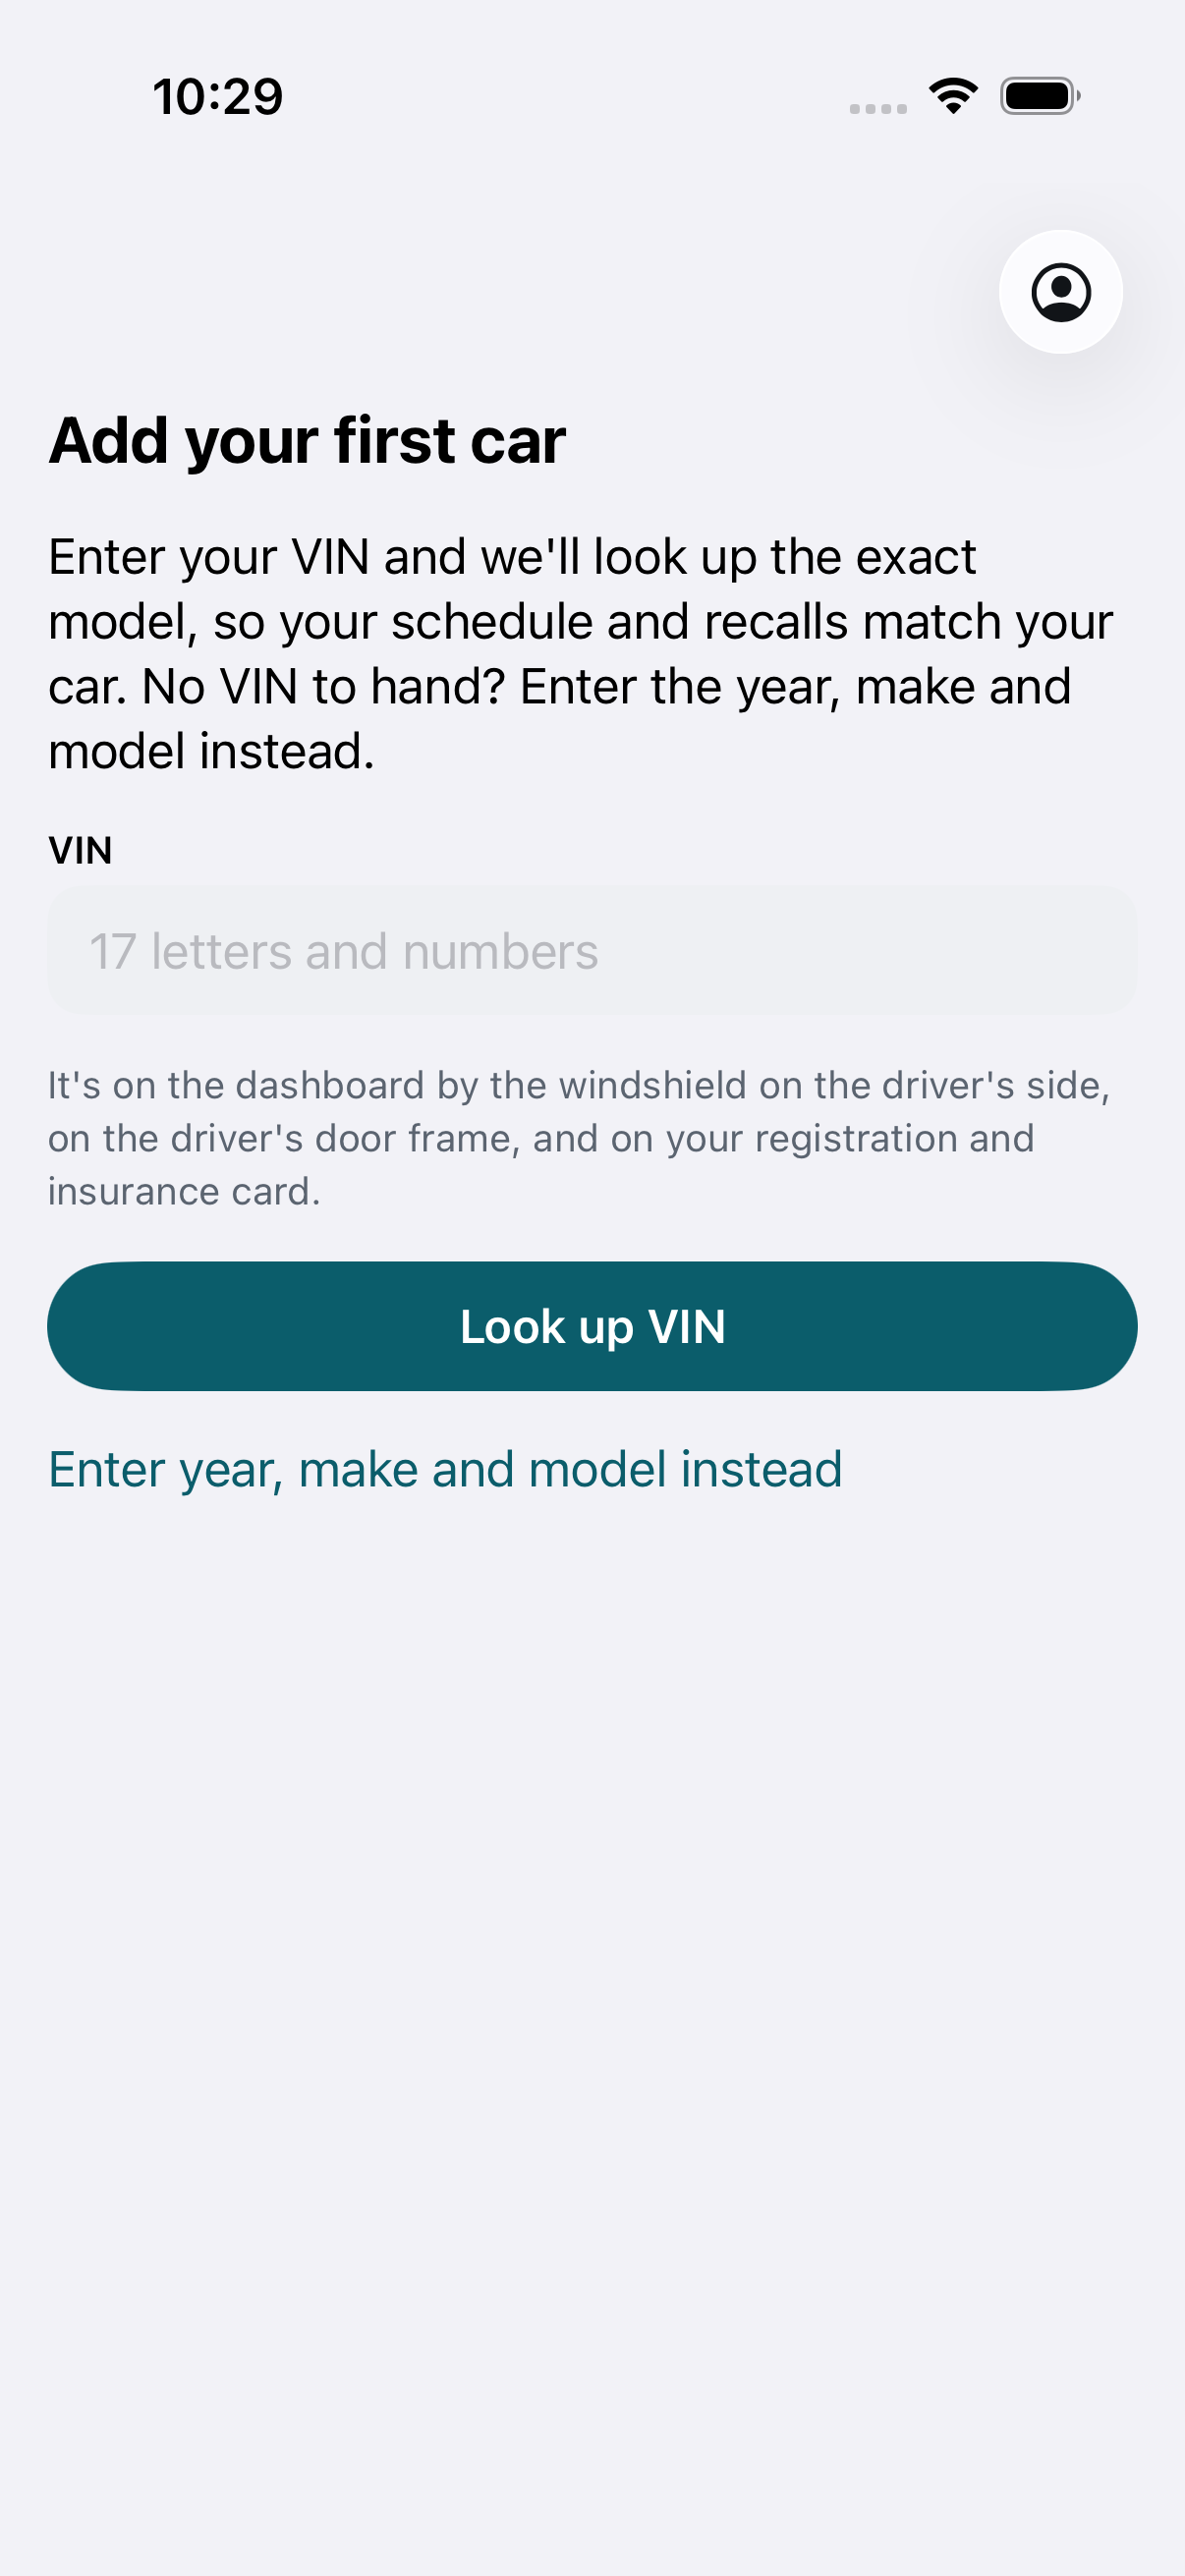 10:29
Add your first car
Enter your VIN and we'll look up the exact
model, so your schedule and recalls match your
car. No VIN to hand? Enter the year, make and
model instead.
VIN
17 letters and numbers
It's on the dashboard by the windshield on the driver's side,
on the driver's door frame, and on your registration and
insurance card.
Look up VIN
Enter year, make and model instead